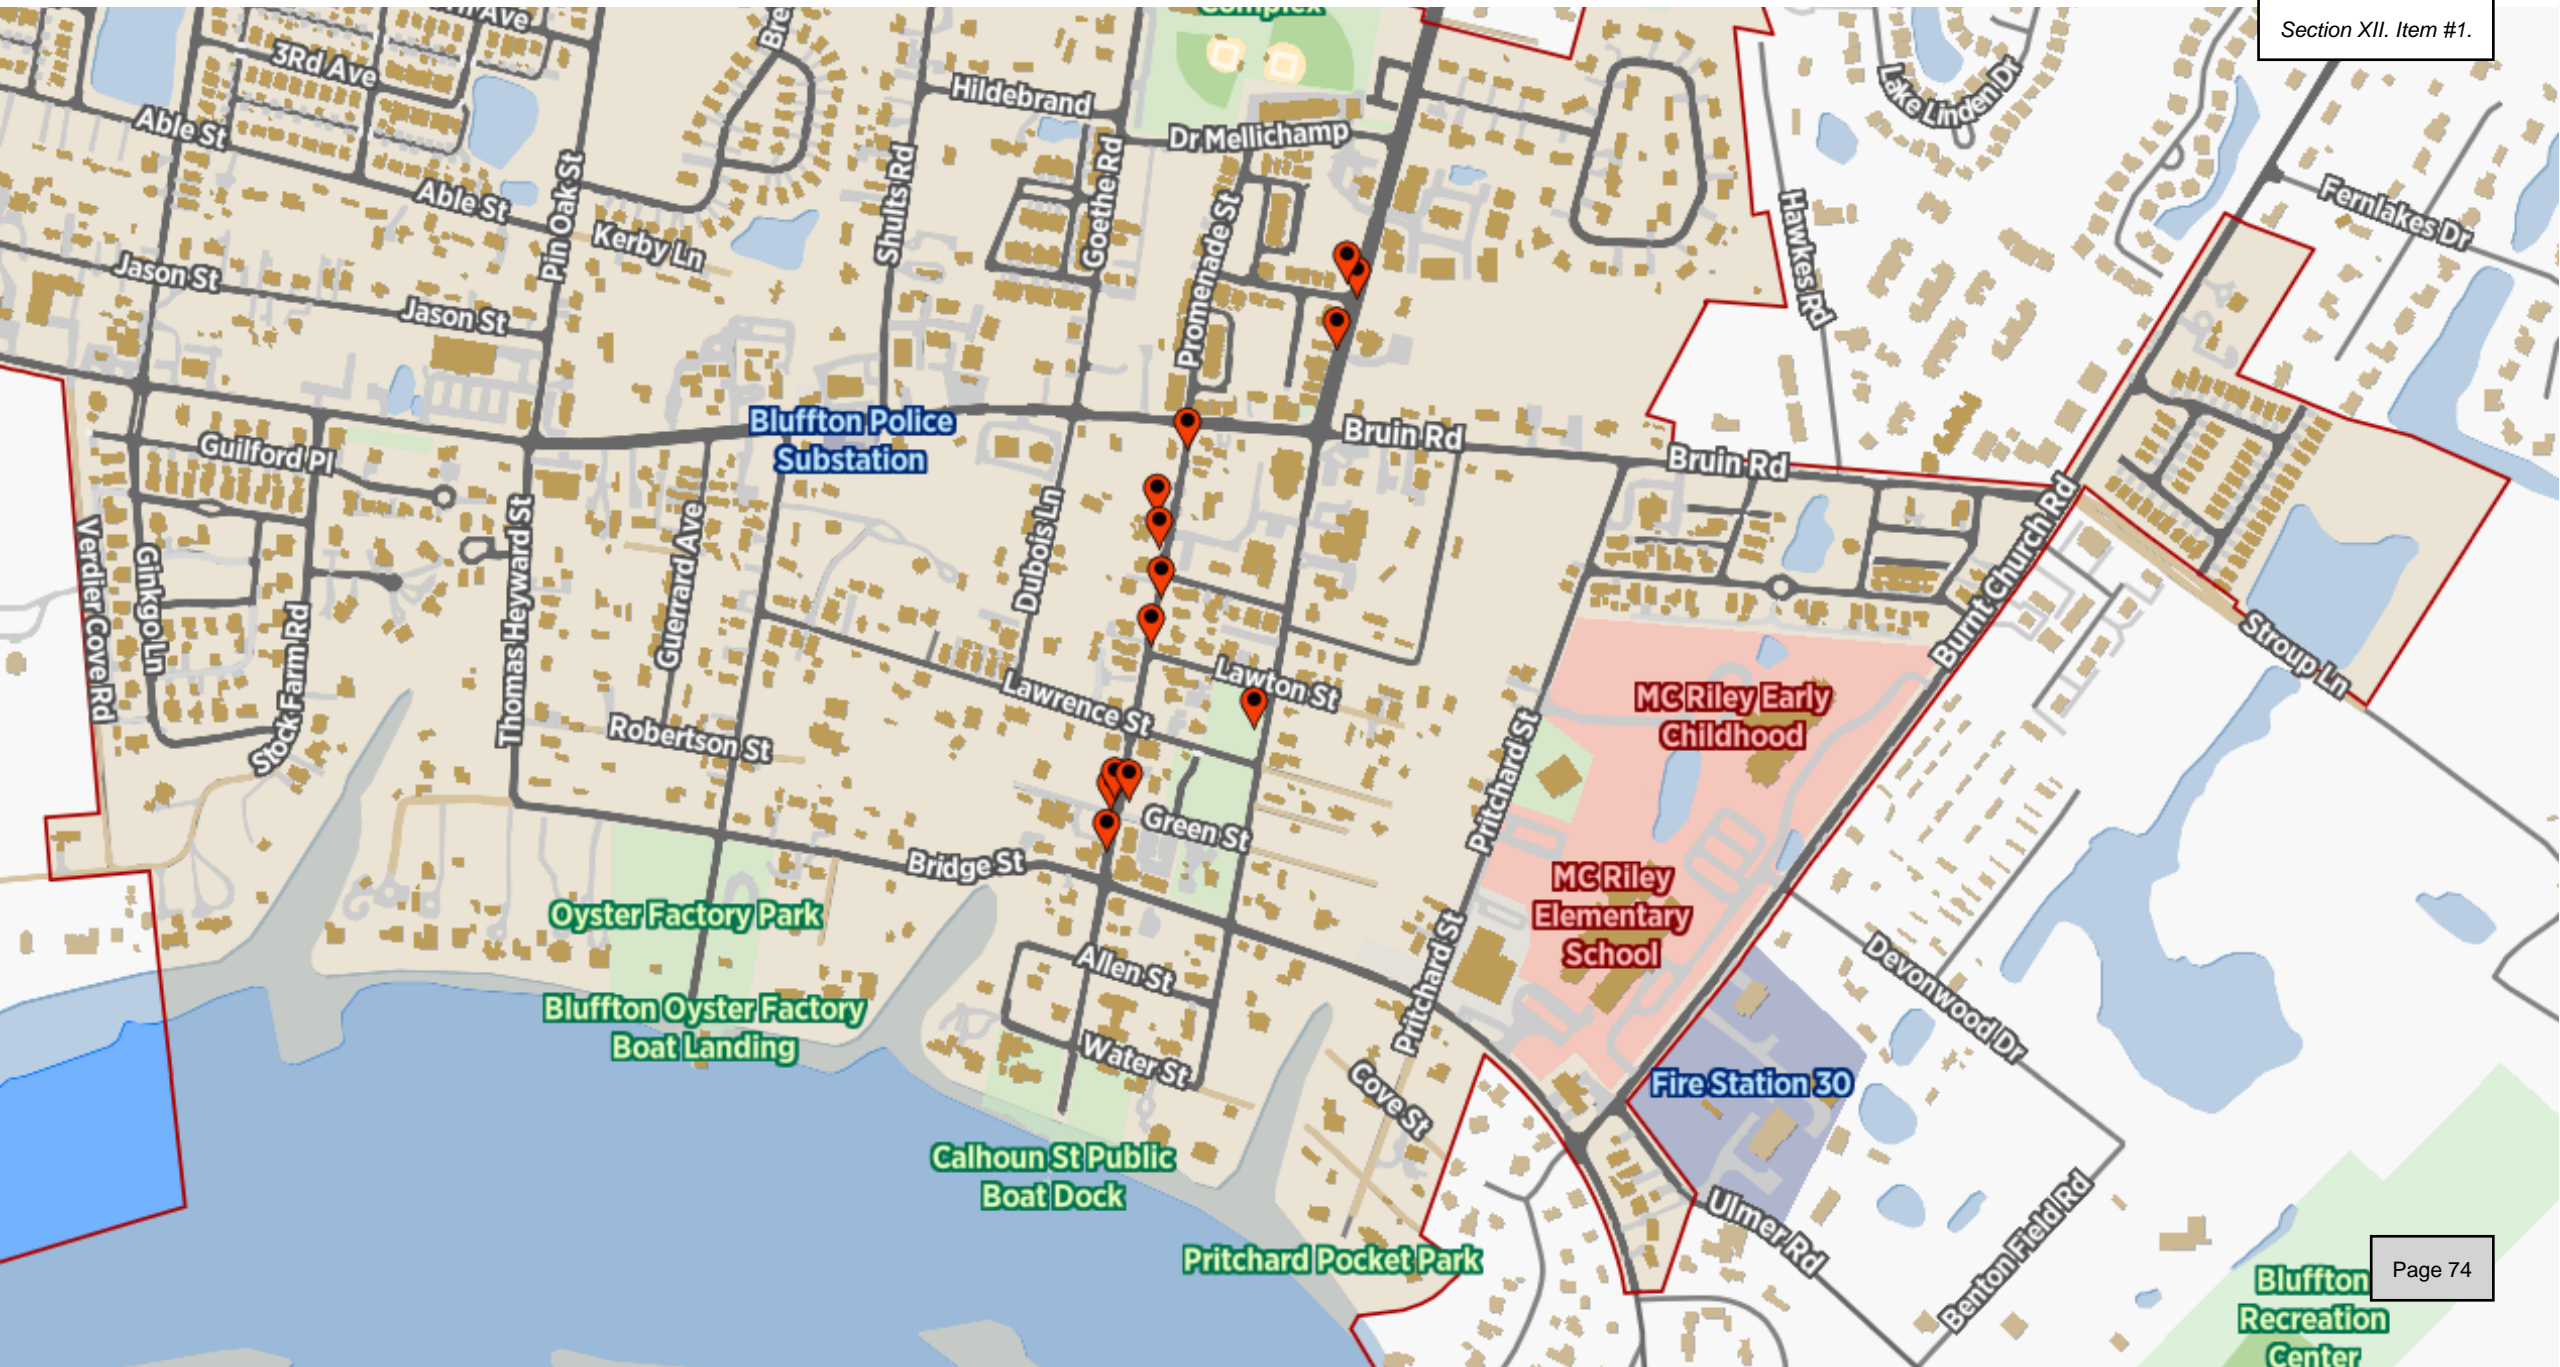 Section XII. Item #1.
Complex
3Rd Ave
Able St
Hildebrand
Dr Mellichamp
Lake Linden Dr
Fernlakes Dr
Able St
Pin Oak St
Shults Rd
Goethe Rd
Promenade St
Hawkes Rd
Kerby Ln
Jason St
Jason St
Bluffton Police
Substation
Bruin Rd
Bruin Rd
Guilford Pl
Burnt Church Rd
Thomas Heyward St
Guerrard Ave
Dubois Ln
Verdier Cove Rd
Ginkgo Ln
Stock Farm Rd
Stroup Ln
Lawton St
Lawrence St
Robertson St
MC Riley Early
Childhood
Pritchard St
Green St
Bridge St
MC Riley
Elementary
School
Oyster Factory Park
Pritchard St
Allen St
Devonwood Dr
Bluffton Oyster Factory
Boat Landing
Water St
Cove St
Fire Station 30
Calhoun St Public
Boat Dock
Ulmer Rd
Benton Field Rd
Pritchard Pocket Park
Page 74
Bluffton
Recreation
Center